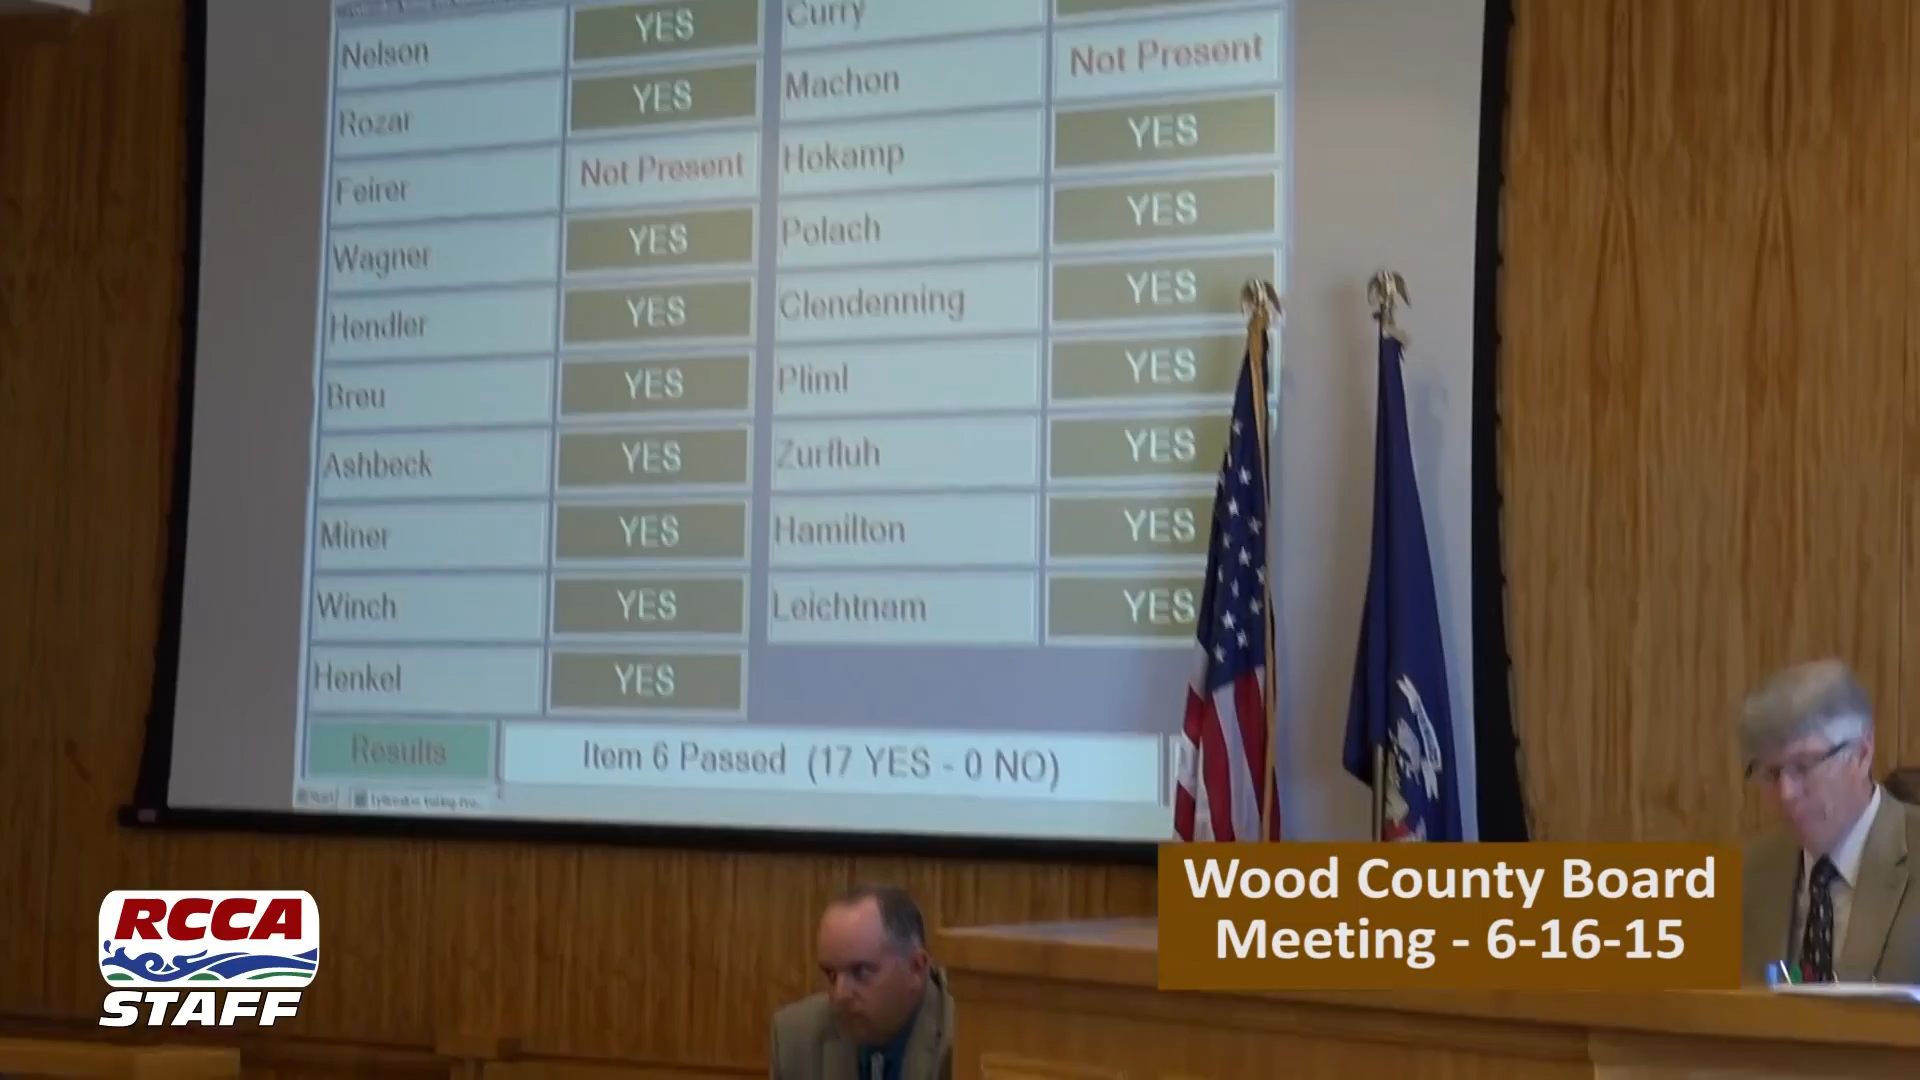 Nelson YES
Rozar YES
Feirer Not Present
Wagner YES
Hendler YES
Breu YES
Ashbeck YES
Miner YES
Winch YES
Henkel YES
Curry
Machon Not Present
Hokamp YES
Polach YES
Clendenning YES
Pliml YES
Zurfluh YES
Hamilton YES
Leichtnam YES
Results Item 6 Passed (17 YES - 0 NO)
Start
Wood County Board
Meeting - 6-16-15
RCCA
STAFF